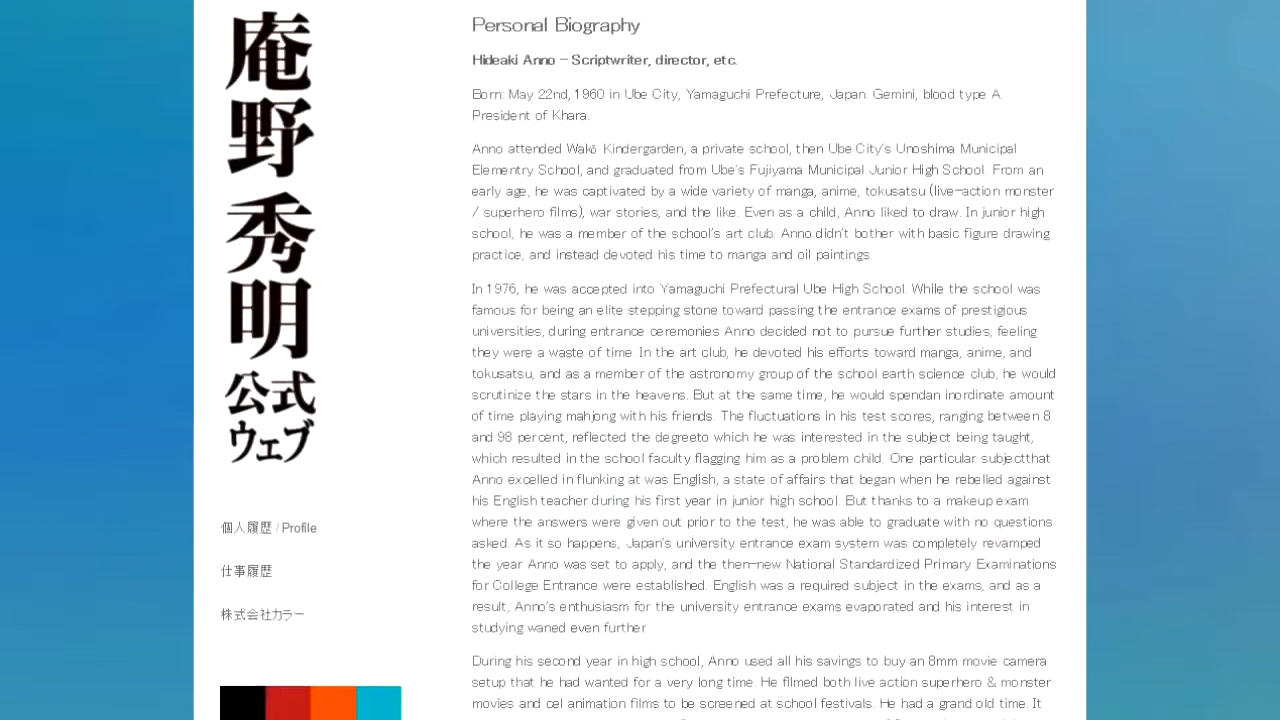 庵
野
秀
明
公式
ウェブ
個人履歴 / Profile
仕事履歴
株式会社カラー
Personal Biography
Hideaki Anno – Scriptwriter, director, etc.
Born: May 22nd, 1960 in Ube City, Yamaguchi Prefecture, Japan. Gemini, blood type A.
President of Khara.
Anno attended Wakō Kindergarden, a private school, then Ube City's Unoshima Municipal
Elementry School, and graduated from Ube's Fujiyama Municipal Junior High School. From an
early age, he was captivated by a wide variety of manga, anime, tokusatsu (live-action monster
/ superhero films), war stories, and the like. Even as a child, Anno liked to draw. In junior high
school, he was a member of the school's art club. Anno didn't bother with basic figure drawing
practice, and instead devoted his time to manga and oil paintings.
In 1976, he was accepted into Yamaguchi Prefectural Ube High School. While the school was
famous for being an elite stepping stone toward passing the entrance exams of prestigious
universities, during entrance ceremonies Anno decided not to pursue further studies, feeling
they were a waste of time. In the art club, he devoted his efforts toward manga, anime, and
tokusatsu, and as a member of the astronomy group of the school earth science club, he would
scrutinize the stars in the heavens. But at the same time, he would spend an inordinate amount
of time playing mahjong with his friends. The fluctuations in his test scores, ranging between 8
and 98 percent, reflected the degree to which he was interested in the subject being taught,
which resulted in the school faculty flagging him as a problem child. One particular subjectthat
Anno excelled in flunking at was English, a state of affairs that began when he rebelled against
his English teacher during his first year in junior high school. But thanks to a makeup exam
where the answers were given out prior to the test, he was able to graduate with no questions
asked. As it so happens, Japan's university entrance exam system was completely revamped
the year Anno was set to apply, and the then-new National Standardized Primary Examinations
for College Entrance were established. English was a required subject in the exams, and as a
result, Anno's enthusiasm for the university entrance exams evaporated and his interest in
studying waned even further
During his second year in high school, Anno used all his savings to buy an 8mm movie camera
setup that he had wanted for a very long time. He filmed both live action superhero & monster
movies and cel animation films to be screened at school festivals. He had a grand old time. It